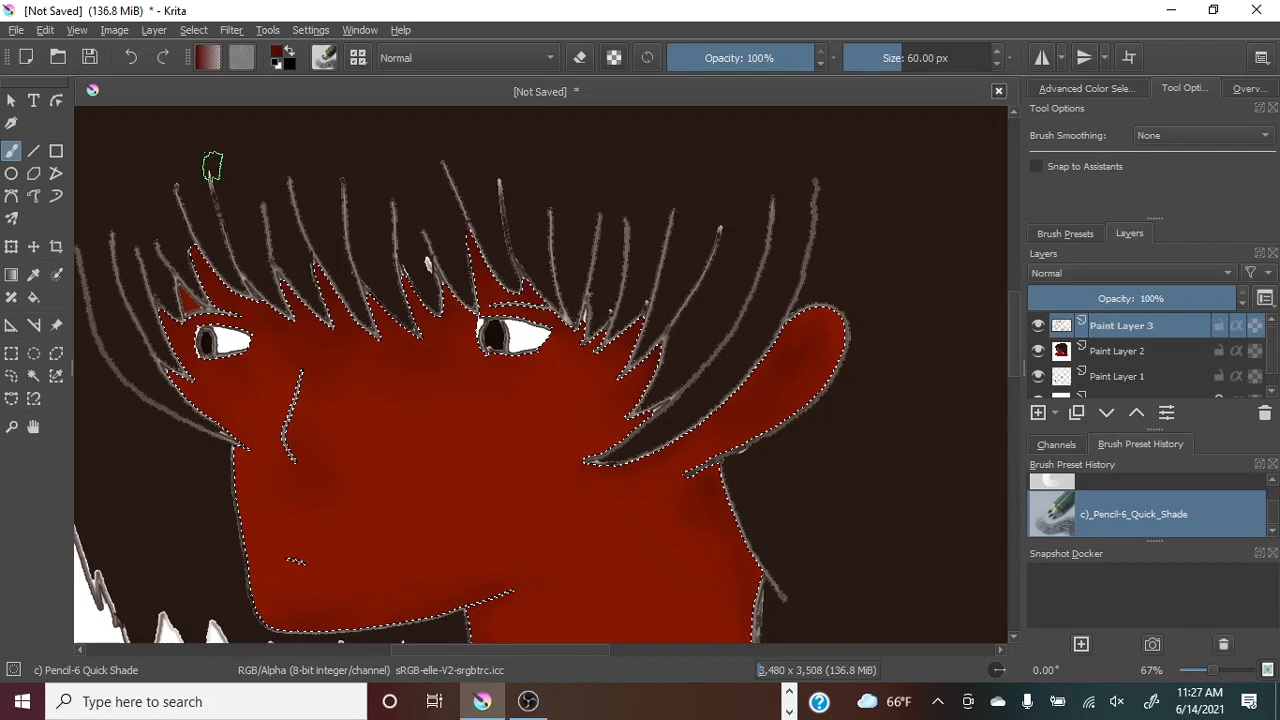 [Not Saved] (136.8 MiB) * - Krita
File Edit View Image Layer Select Filter Tools Settings Window Help
Normal Opacity: 100% Size: 60.00 px
[Not Saved] *
Advanced Color Sele... Tool Opti... Overv...
Tool Options
Brush Smoothing: None
Snap to Assistants
Brush Presets Layers
Layers
Normal
Opacity: 100%
Paint Layer 3
Paint Layer 2
Paint Layer 1
Channels Brush Preset History
Brush Preset History
c)_Pencil-6_Quick_Shade
Snapshot Docker
c) Pencil-6 Quick Shade RGB/Alpha (8-bit integer/channel) sRGB-elle-V2-srgbtrc.icc 3,480 x 3,508 (136.8 MiB) 0.00° 67%
Type here to search 66°F 11:27 AM
6/14/2021